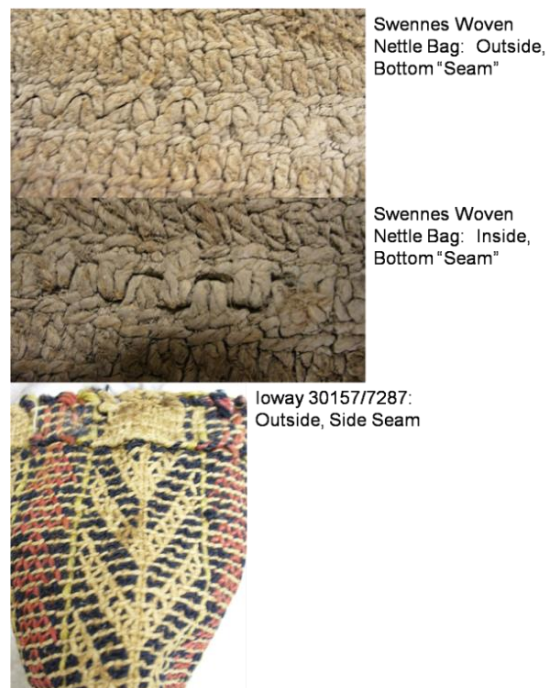 Swennes Woven
Nettle Bag: Outside,
Bottom “Seam”
Swennes Woven
Nettle Bag: Inside,
Bottom “Seam”
Ioway 30157/7287:
Outside, Side Seam